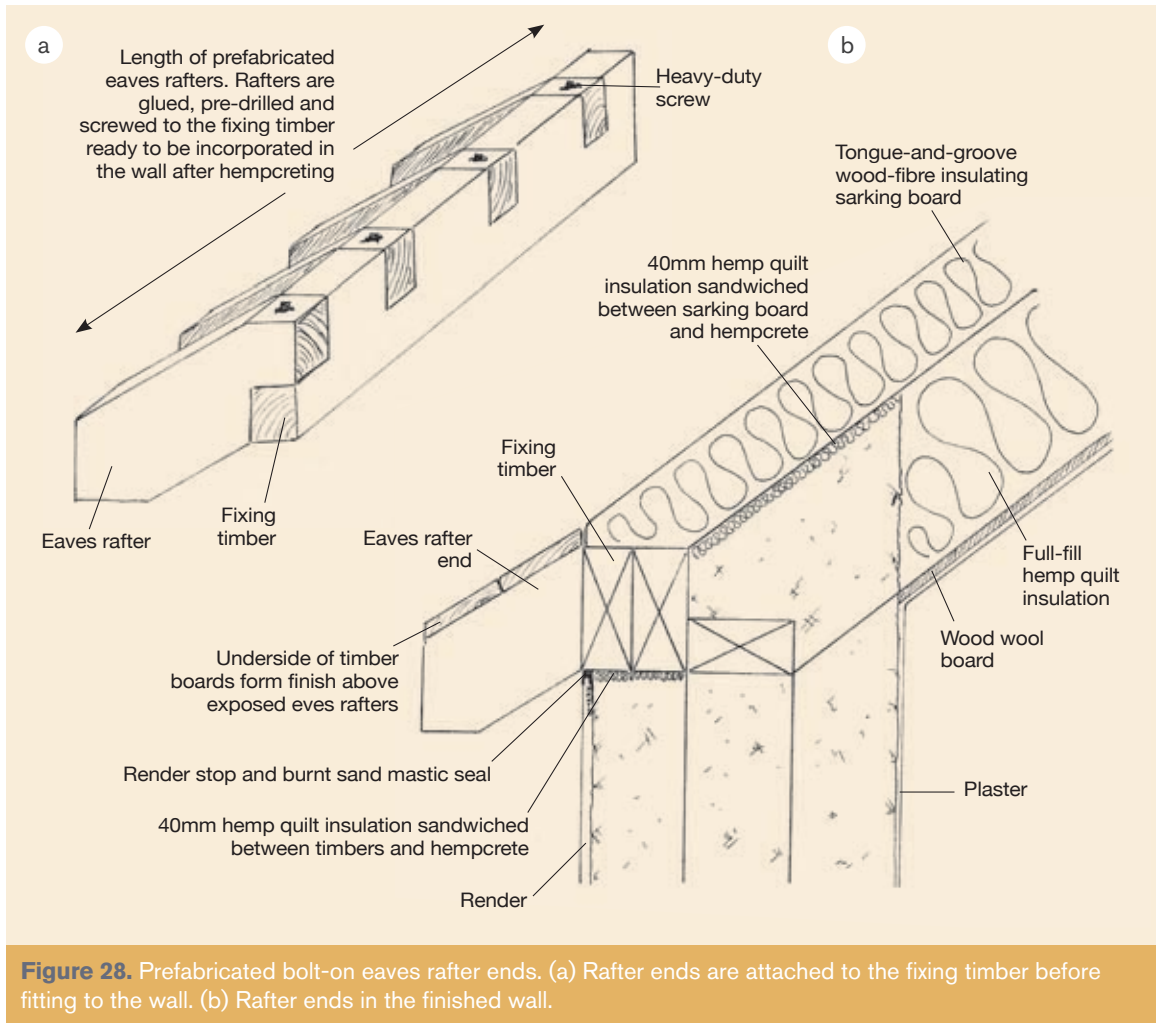 a
Length of prefabricated
eaves rafters. Rafters are
glued, pre-drilled and
screwed to the fixing timber
ready to be incorporated in
the wall after hempcreting
Heavy-duty
screw
Eaves rafter
Fixing
timber
b
Tongue-and-groove
wood-fibre insulating
sarking board
40mm hemp quilt
insulation sandwiched
between sarking board
and hempcrete
Fixing
timber
Eaves rafter
end
Underside of timber
boards form finish above
exposed eves rafters
Render stop and burnt sand mastic seal
40mm hemp quilt insulation sandwiched
between timbers and hempcrete
Render
Full-fill
hemp quilt
insulation
Wood wool
board
Plaster
Figure 28. Prefabricated bolt-on eaves rafter ends. (a) Rafter ends are attached to the fixing timber before
fitting to the wall. (b) Rafter ends in the finished wall.